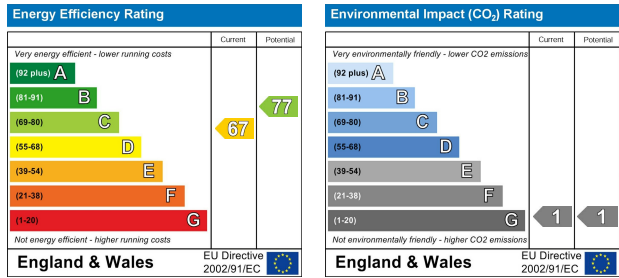 Energy Efficiency Rating
Current Potential
Very energy efficient - lower running costs
(92 plus) A
(81-91) B
77
(69-80) C
67
(55-68) D
(39-54) E
(21-38) F
(1-20) G
Not energy efficient - higher running costs
England & Wales
EU Directive
2002/91/EC
Environmental Impact (CO₂) Rating
Current Potential
Very environmentally friendly - lower CO2 emissions
(92 plus) A
(81-91) B
(69-80) C
(55-68) D
(39-54) E
(21-38) F
(1-20) G 1 1
Not environmentally friendly - higher CO2 emissions
England & Wales
EU Directive
2002/91/EC